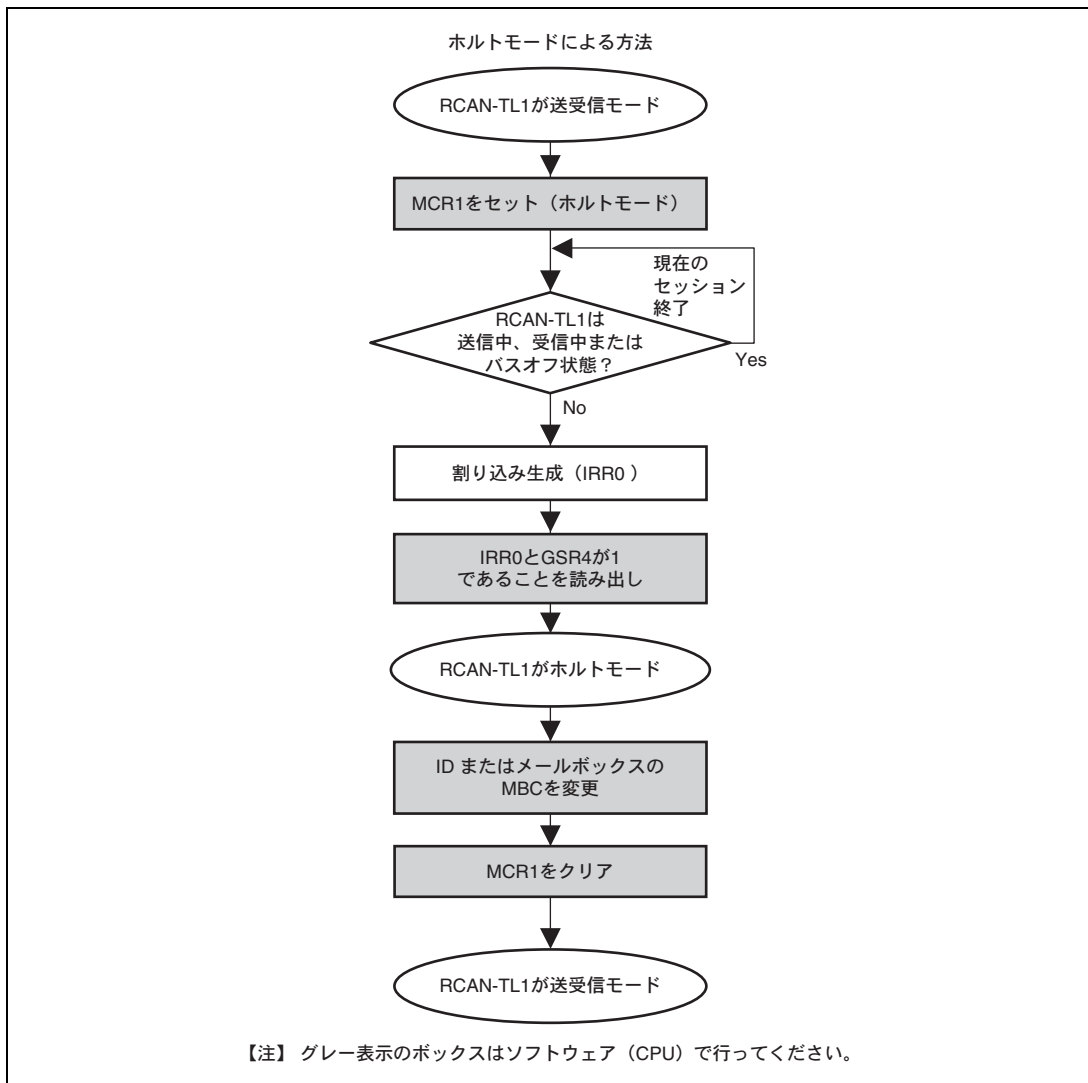 ホルトモードによる方法
RCAN-TL1が送受信モード
MCR1をセット（ホルトモード）
現在の
セッション
終了
RCAN-TL1は
送信中、受信中または
バスオフ状態？
Yes
No
割り込み生成（IRR0 ）
IRR0とGSR4が1
であることを読み出し
RCAN-TL1がホルトモード
ID またはメールボックスの
MBCを変更
MCR1をクリア
RCAN-TL1が送受信モード
【注】 グレー表示のボックスはソフトウェア（CPU）で行ってください。